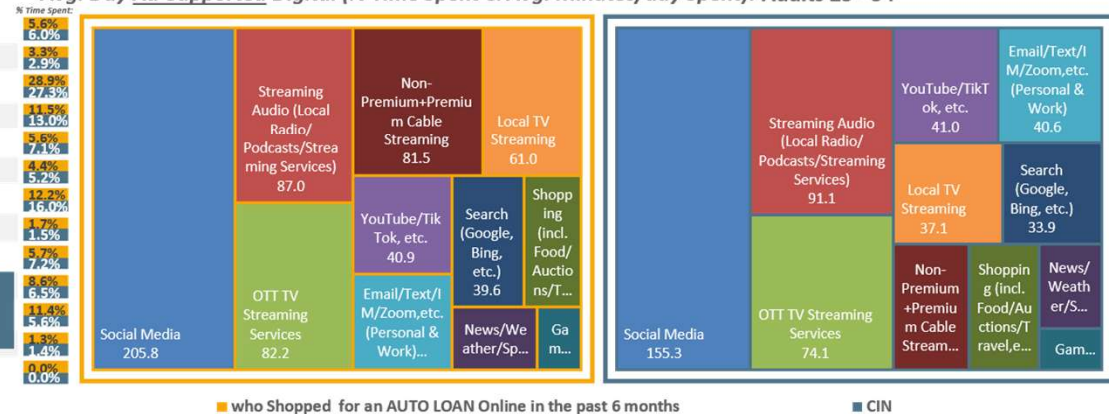 % Time Spent:
5.6%
6.0%
3.3%
2.9%
28.9%
27.3%
11.5%
13.0%
5.6%
7.1%
4.4%
5.2%
12.2%
16.0%
1.7%
1.5%
5.7%
7.2%
8.6%
6.5%
11.4%
5.6%
1.3%
1.4%
0.0%
0.0%
Social Media
205.8
Streaming
Audio (Local
Radio/
Podcasts/Strea
ming Services)
87.0
OTT TV
Streaming
Services
82.2
Non-
Premium+Premiu
m Cable
Streaming
81.5
Local TV
Streaming
61.0
YouTube/Tik
Tok, etc.
40.9
Search
(Google,
Bing,
etc.)
39.6
Shopp
ing
(incl.
Food/
Auctio
ns/T...
Email/Text/I
M/Zoom,etc.
(Personal &
Work)...
News/We
ather/Sp...
Ga
m...
Social Media
155.3
Streaming Audio
(Local Radio/
Podcasts/Streaming
Services)
91.1
OTT TV Streaming
Services
74.1
YouTube/TikT
ok, etc.
41.0
Email/Text/I
M/Zoom,etc.
(Personal &
Work)
40.6
Local TV
Streaming
37.1
Search
(Google,
Bing, etc.)
33.9
Non-
Premium
+Premiu
m Cable
Stream...
Shoppin
g (incl.
Food/Au
ctions/T
ravel,e...
News/
Weath
er/S...
Gam...
who Shopped for an AUTO LOAN Online in the past 6 months
CIN